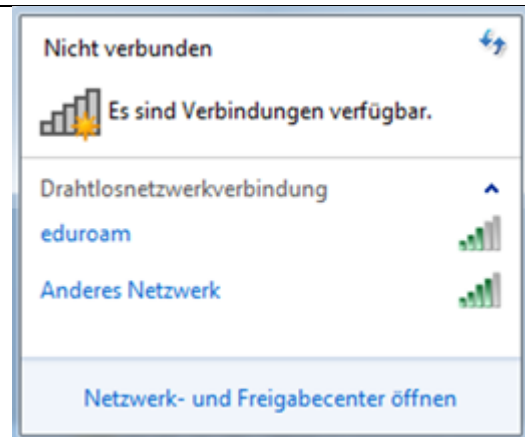 Nicht verbunden
Es sind Verbindungen verfügbar.
Drahtlosnetzwerkverbindung
eduroam
Anderes Netzwerk
Netzwerk- und Freigabecenter öffnen